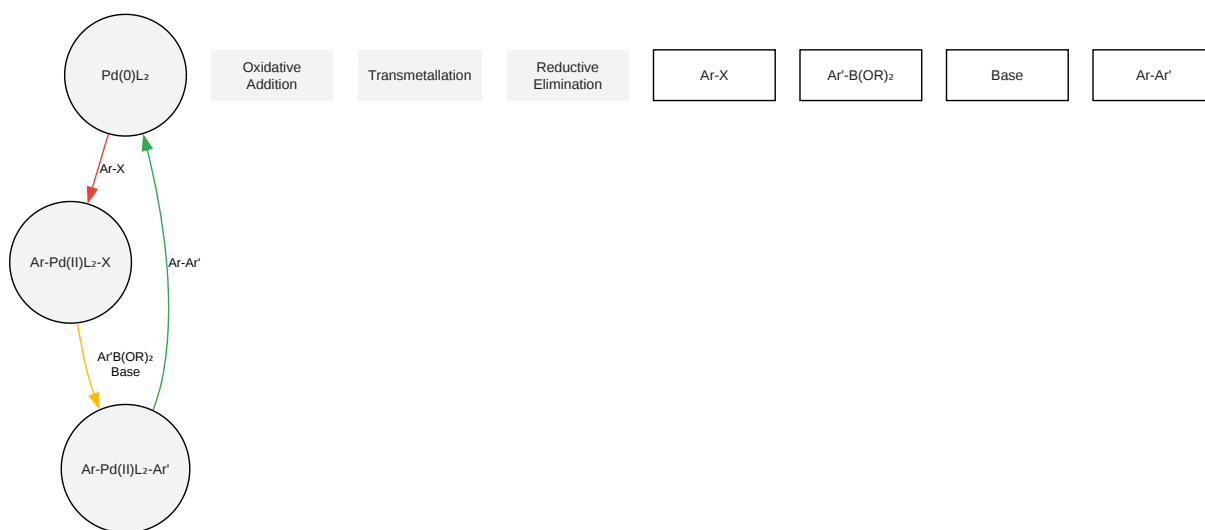 Pd(0)L₂
Oxidative
Addition
Transmetallation
Reductive
Elimination
Ar-X
Ar'-B(OR)₂
Base
Ar-Ar'
Ar-X
Ar-Pd(II)L₂-X
Ar-Ar'
Ar'B(OR)₂
Base
Ar-Pd(II)L₂-Ar'